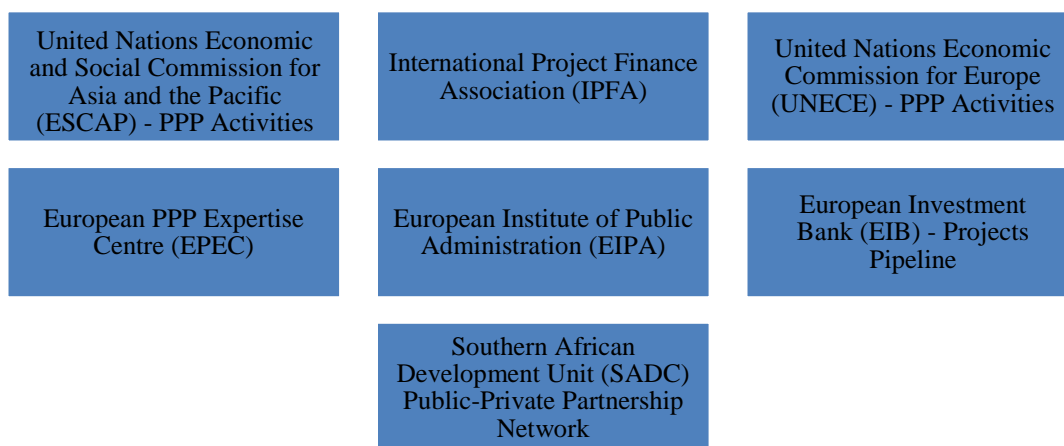 United Nations Economic
and Social Commission for
Asia and the Pacific
(ESCAP) - PPP Activities
International Project Finance
Association (IPFA)
United Nations Economic
Commission for Europe
(UNECE) - PPP Activities
European PPP Expertise
Centre (EPEC)
European Institute of Public
Administration (EIPA)
European Investment
Bank (EIB) - Projects
Pipeline
Southern African
Development Unit (SADC)
Public-Private Partnership
Network